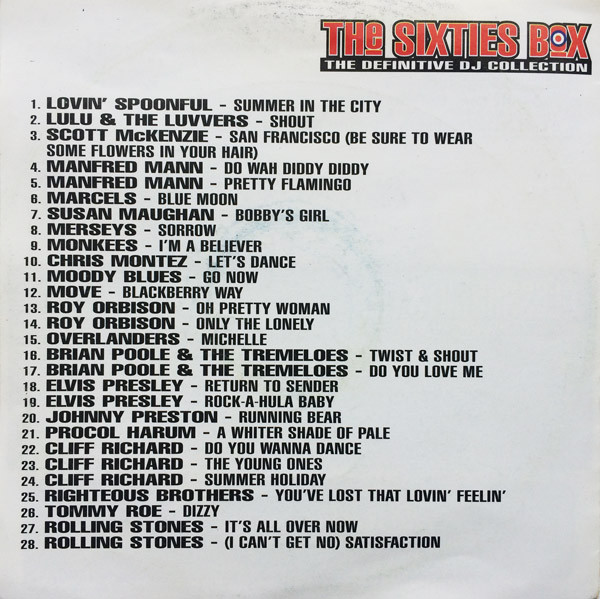 THE SIXTIES BOX
THE DEFINITIVE DJ COLLECTION
1. LOVIN' SPOONFUL - SUMMER IN THE CITY
2. LULU & THE LUVVERS - SHOUT
3. SCOTT McKENZIE - SAN FRANCISCO (BE SURE TO WEAR
SOME FLOWERS IN YOUR HAIR)
4. MANFRED MANN - DO WAH DIDDY DIDDY
5. MANFRED MANN - PRETTY FLAMINGO
6. MARCELS - BLUE MOON
7. SUSAN MAUGHAN - BOBBY'S GIRL
8. MERSEYS - SORROW
9. MONKEES - I'M A BELIEVER
10. CHRIS MONTEZ - LET'S DANCE
11. MOODY BLUES - GO NOW
12. MOVE - BLACKBERRY WAY
13. ROY ORBISON - OH PRETTY WOMAN
14. ROY ORBISON - ONLY THE LONELY
15. OVERLANDERS - MICHELLE
16. BRIAN POOLE & THE TREMELOES - TWIST & SHOUT
17. BRIAN POOLE & THE TREMELOES - DO YOU LOVE ME
18. ELVIS PRESLEY - RETURN TO SENDER
19. ELVIS PRESLEY - ROCK-A-HULA BABY
20. JOHNNY PRESTON - RUNNING BEAR
21. PROCOL HARUM - A WHITER SHADE OF PALE
22. CLIFF RICHARD - DO YOU WANNA DANCE
23. CLIFF RICHARD - THE YOUNG ONES
24. CLIFF RICHARD - SUMMER HOLIDAY
25. RIGHTEOUS BROTHERS - YOU'VE LOST THAT LOVIN' FEELIN'
26. TOMMY ROE - DIZZY
27. ROLLING STONES - IT'S ALL OVER NOW
28. ROLLING STONES - (I CAN'T GET NO) SATISFACTION